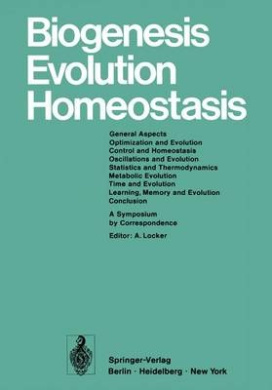 Biogenesis
Evolution
Homeostasis
General Aspects
Optimization and Evolution
Control and Homeostasis
Oscillations and Evolution
Statistics and Thermodynamics
Metabolic Evolution
Time and Evolution
Learning, Memory and Evolution
Conclusion
A Symposium
by Correspondence
Editor: A. Locker
Springer-Verlag
Berlin · Heidelberg · New York